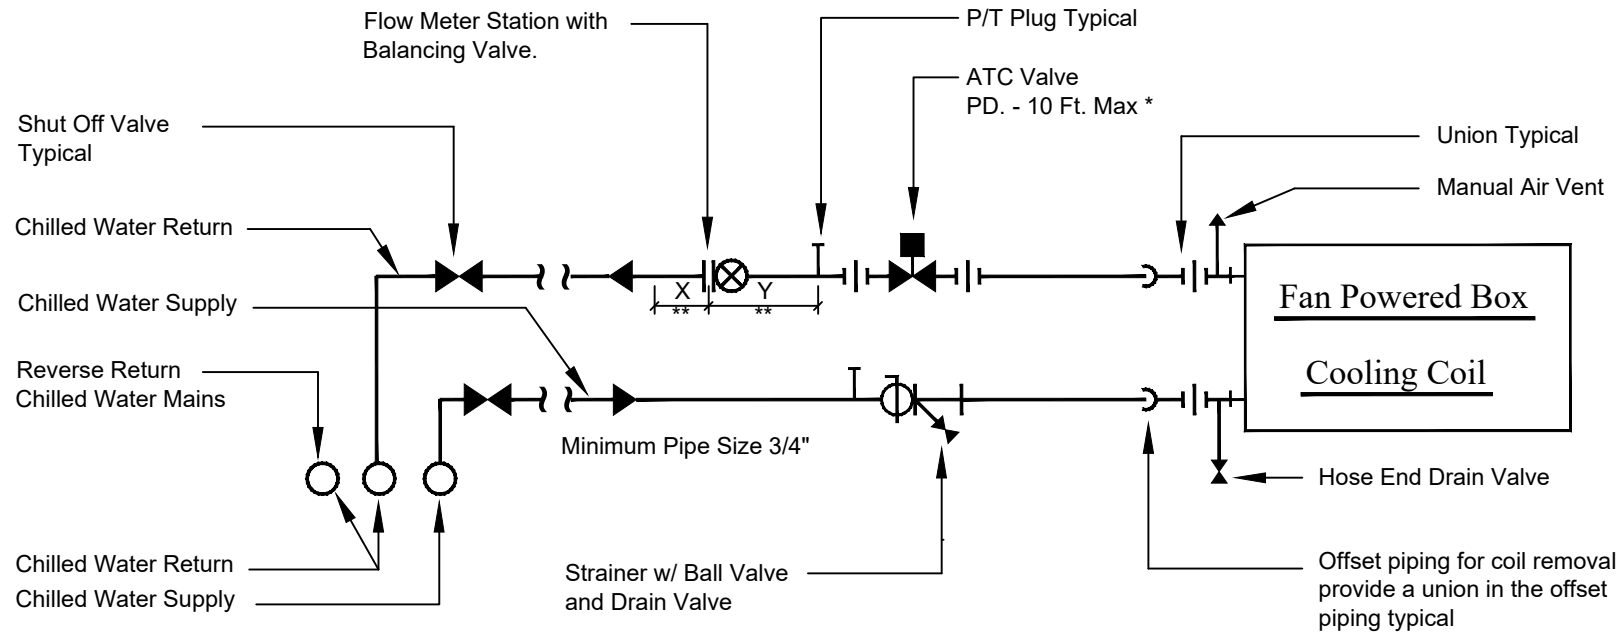 Flow Meter Station with
Balancing Valve.
P/T Plug Typical
ATC Valve
PD. - 10 Ft. Max *
Shut Off Valve
Typical
Union Typical
Manual Air Vent
Chilled Water Return
X
**
Y
**
Chilled Water Supply
Fan Powered Box
Cooling Coil
Reverse Return
Chilled Water Mains
Minimum Pipe Size 3/4"
Hose End Drain Valve
Chilled Water Return
Chilled Water Supply
Strainer w/ Ball Valve
and Drain Valve
Offset piping for coil removal
provide a union in the offset
piping typical